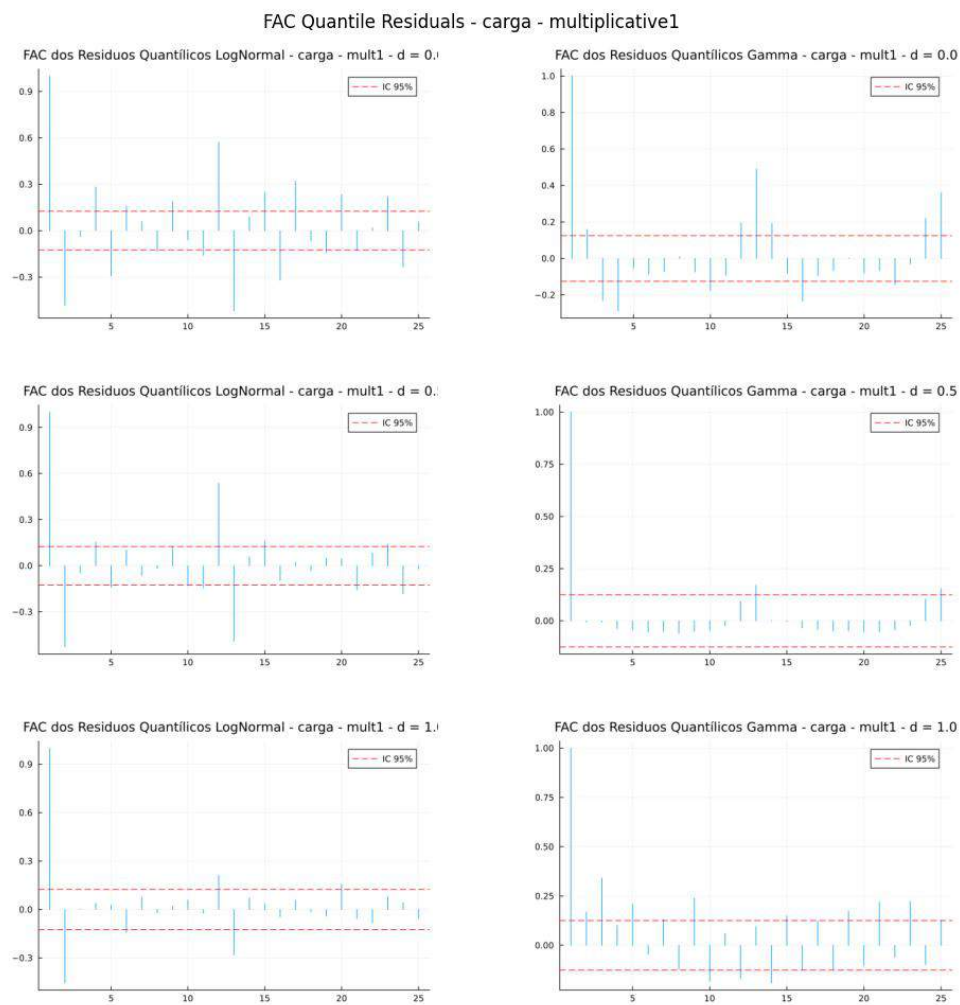 FAC Quantile Residuals - carga - multiplicative1
FAC dos Residuos Quantílicos LogNormal - carga - mult1 - d = 0.
FAC dos Residuos Quantílicos Gamma - carga - mult1 - d = 0.0
IC 95%
0.9
0.6
0.3
0.0
−0.3
5 10 15 20 25
IC 95%
1.0
0.8
0.6
0.4
0.2
0.0
−0.2
5 10 15 20 25
FAC dos Residuos Quantílicos LogNormal - carga - mult1 - d = 0.
FAC dos Residuos Quantílicos Gamma - carga - mult1 - d = 0.5
IC 95%
0.9
0.6
0.3
0.0
−0.3
5 10 15 20 25
IC 95%
1.00
0.75
0.50
0.25
0.00
5 10 15 20 25
FAC dos Residuos Quantílicos LogNormal - carga - mult1 - d = 1.
FAC dos Residuos Quantílicos Gamma - carga - mult1 - d = 1.0
IC 95%
0.9
0.6
0.3
0.0
−0.3
5 10 15 20 25
IC 95%
1.00
0.75
0.50
0.25
0.00
5 10 15 20 25